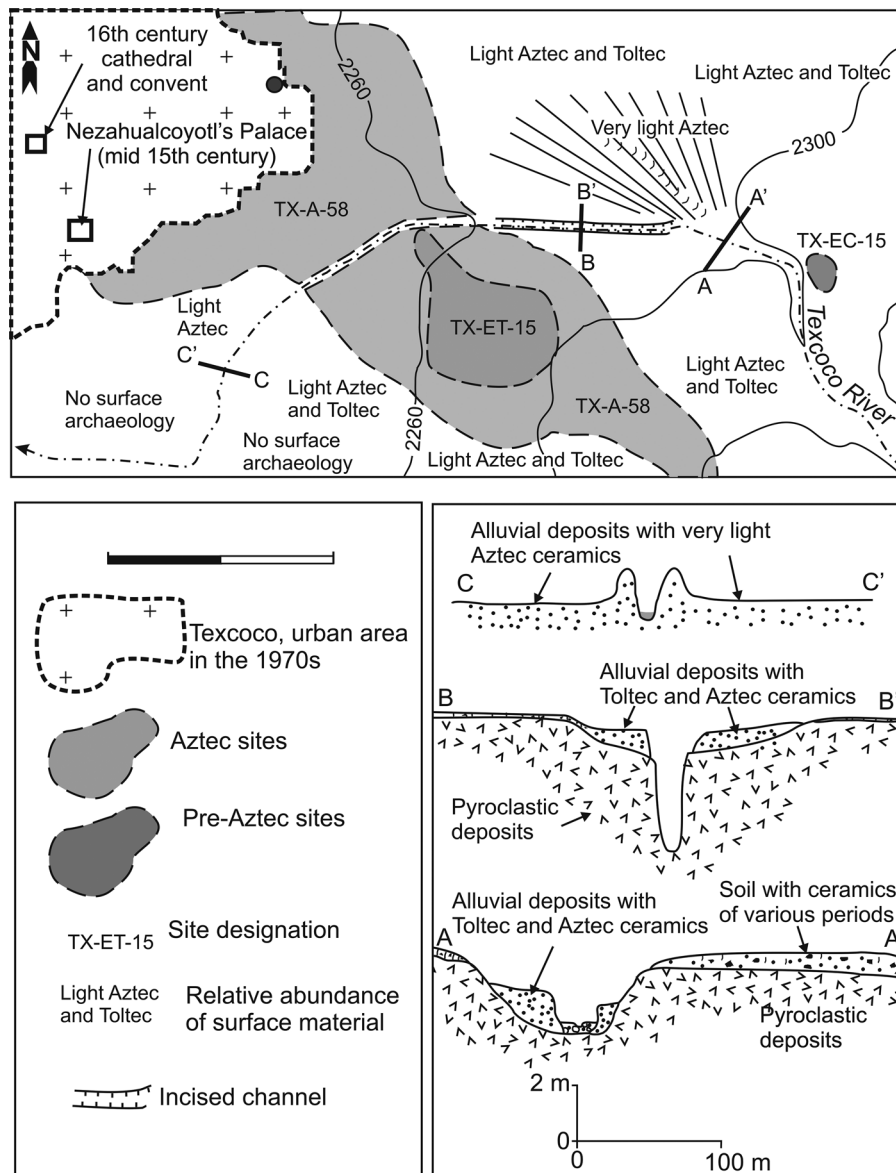 N
16th century
cathedral
and convent
Nezahualcoyotl's Palace
(mid 15th century)
2260
Light Aztec and Toltec
Light Aztec and Toltec
Very light Aztec
2300
TX-A-58
B'
B
A'
A
TX-EC-15
Texcoco River
Light
Aztec
C'
C
TX-ET-15
Light Aztec
and Toltec
No surface
archaeology
Light Aztec
and Toltec
TX-A-58
No surface
archaeology
2260
Light Aztec and Toltec
Texcoco, urban area
in the 1970s
Aztec sites
Pre-Aztec sites
TX-ET-15
Site designation
Light Aztec
and Toltec
Relative abundance
of surface material
Incised channel
Alluvial deposits with very light
Aztec ceramics
C
C'
Alluvial deposits with
Toltec and Aztec ceramics
B
B
Pyroclastic
deposits
Alluvial deposits with
Toltec and Aztec ceramics
Soil with ceramics
of various periods
A
A
Pyroclastic
deposits
2 m
0
0
100 m